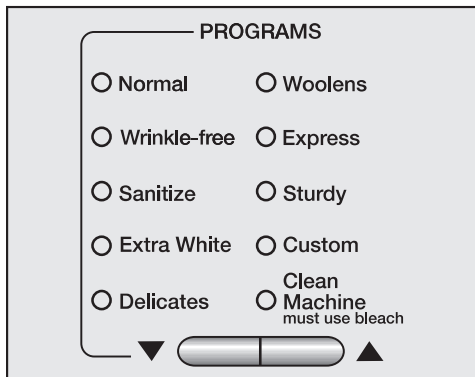 PROGRAMS
Normal
Woolens
Wrinkle-free
Express
Sanitize
Sturdy
Extra White
Custom
Delicates
Clean
Machine
must use bleach